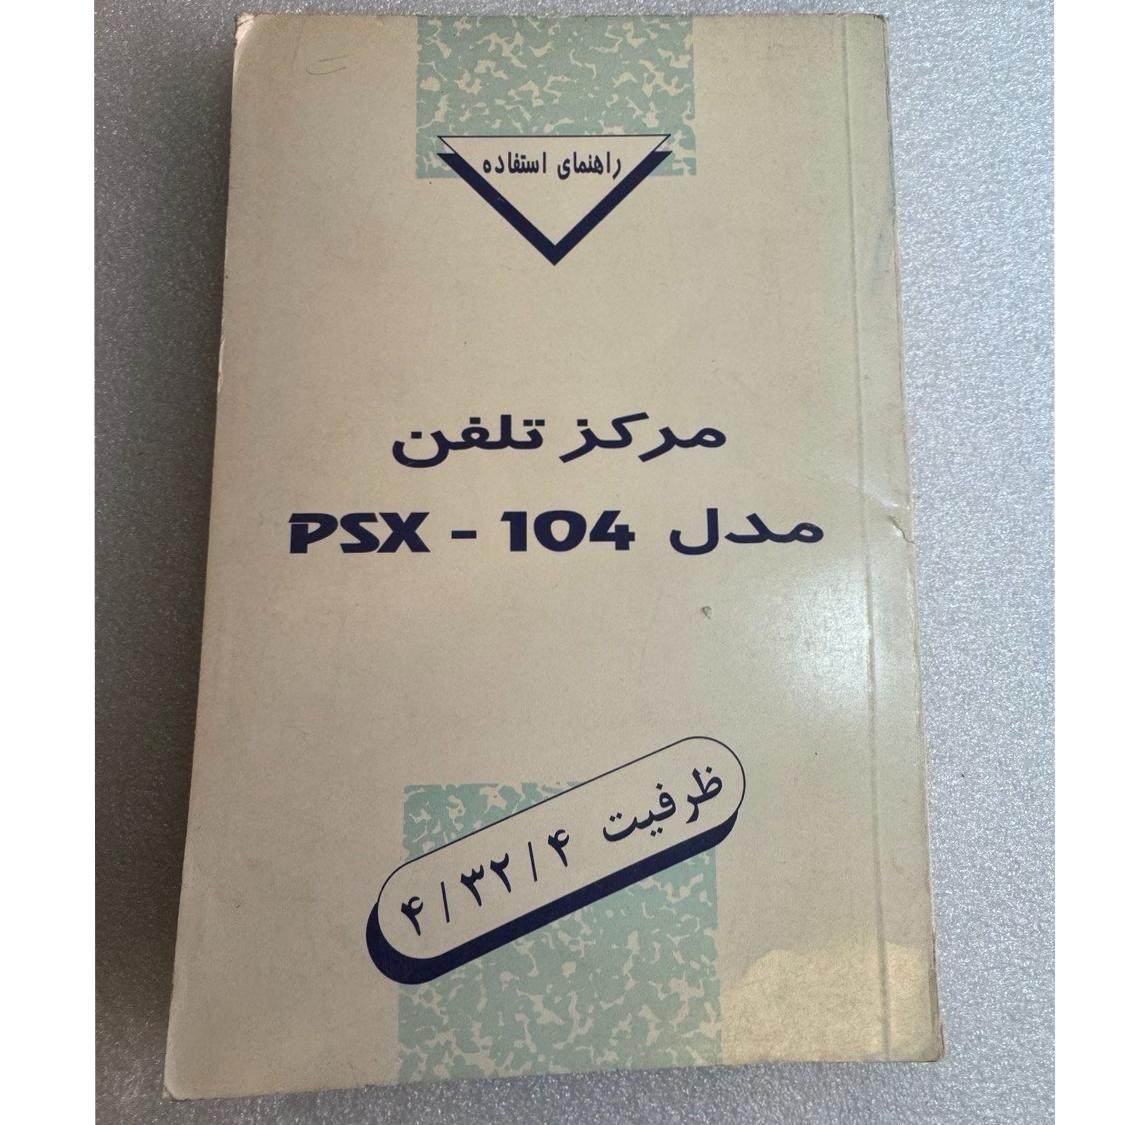 راهنمای استفاده
مرکز تلفن
مدل PSX - 104
ظرفیت ۴ / ۳۲ / ۴